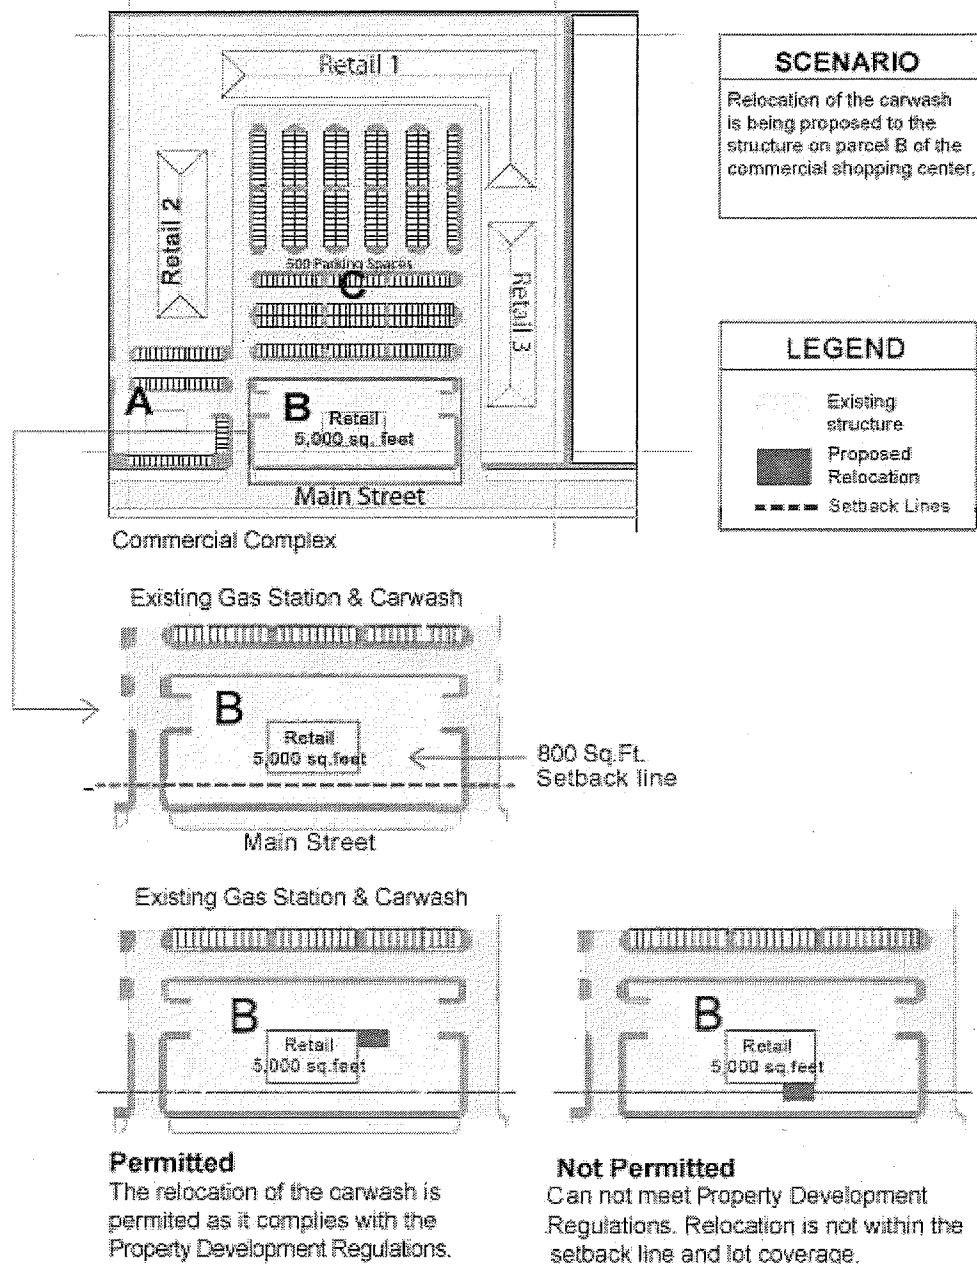 Retail 1
Retail 2
500 Parking Spaces
C
Retail 3
A
B
Retail
5,000 sq. feet
Main Street
Commercial Complex
SCENARIO
Relocation of the carwash
is being proposed to the
structure on parcel B of the
commercial shopping center.
LEGEND
Existing
structure
Proposed
Relocation
Setback Lines
Existing Gas Station & Carwash
B
Retail
5,000 sq.feet
800 Sq.Ft.
Setback line
Main Street
Existing Gas Station & Carwash
B
Retail
5,000 sq.feet
B
Retail
5,000 sq.feet
Permitted
The relocation of the carwash is
permited as it complies with the
Property Development Regulations.
Not Permitted
Can not meet Property Development
Regulations. Relocation is not within the
setback line and lot coverage.